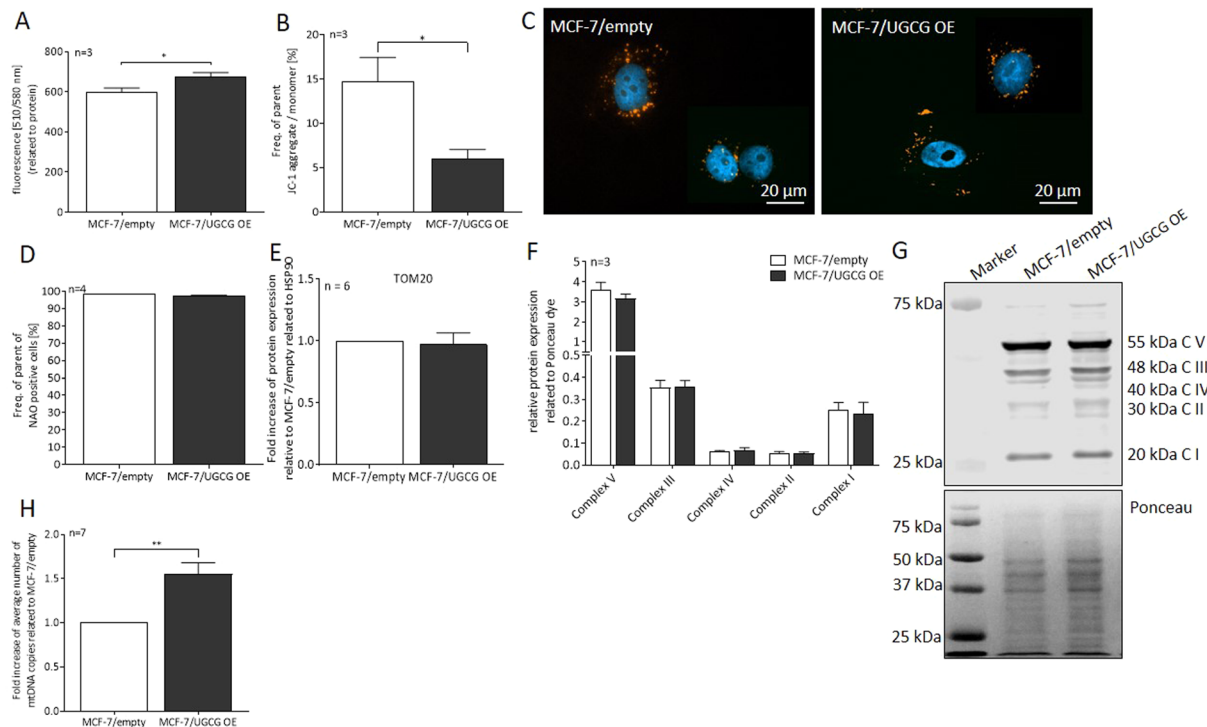 A
n=3
*
fluorescence [510/580 nm]
(related to protein)
800
600
400
200
0
MCF-7/empty
MCF-7/UGCG OE
B
n=3
*
Freq. of parent
JC-1 aggregate / monomer [%]
20
15
10
5
0
MCF-7/empty
MCF-7/UGCG OE
C
MCF-7/empty
20 µm
MCF-7/UGCG OE
20 µm
D
n=4
Freq. of parent of
NAO positive cells [%]
100
80
60
40
20
0
MCF-7/empty
MCF-7/UGCG OE
E
n = 6
TOM20
Fold increase of protein expression
relative to MCF-7/empty related to HSP90
1.5
1.0
0.5
0.0
MCF-7/empty
MCF-7/UGCG OE
F
n=3
MCF-7/empty
MCF-7/UGCG OE
relative protein expression
related to Ponceau dye
5
4
3
2
1
0.5
0.4
0.3
0.2
0.1
0.0
Complex V
Complex III
Complex IV
Complex II
Complex I
G
Marker
MCF-7/empty
MCF-7/UGCG OE
75 kDa
25 kDa
55 kDa C V
48 kDa C III
40 kDa C IV
30 kDa C II
20 kDa C I
Ponceau
75 kDa
50 kDa
37 kDa
25 kDa
H
n=7
**
Fold increase of average number of
mtDNA copies related to MCF-7/empty
2.0
1.5
1.0
0.5
0.0
MCF-7/empty
MCF-7/UGCG OE